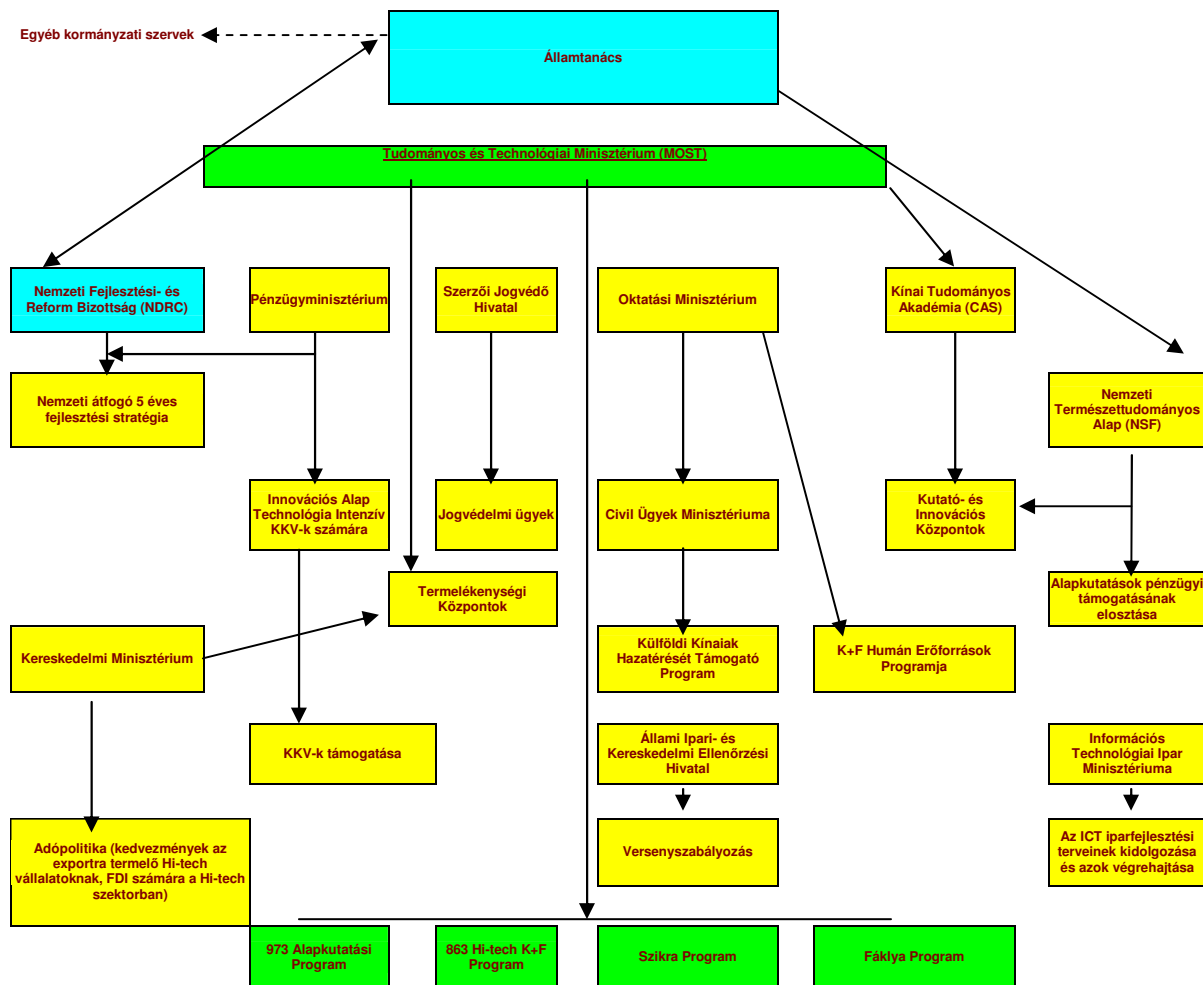 Egyéb kormányzati szervek
Államtanács
Tudományos és Technológiai Minisztérium (MOST)
Nemzeti Fejlesztési- és
Reform Bizottság (NDRC)
Pénzügyminisztérium
Szerzői Jogvédő
Hivatal
Oktatási Minisztérium
Kínai Tudományos
Akadémia (CAS)
Nemzeti átfogó 5 éves
fejlesztési stratégia
Nemzeti
Természettudományos
Alap (NSF)
Innovációs Alap
Technológia Intenzív
KKV-k számára
Jogvédelmi ügyek
Civil Ügyek Minisztériuma
Kutató- és
Innovációs
Központok
Termelékenységi
Központok
Alapkutatások pénzügyi
támogatásának
elosztása
Kereskedelmi Minisztérium
Külföldi Kínaiak
Hazatérését Támogató
Program
K+F Humán Erőforrások
Programja
KKV-k támogatása
Állami Ipari- és
Kereskedelmi Ellenőrzési
Hivatal
Információs
Technológiai Ipar
Minisztériuma
Adópolitika (kedvezmények az
exportra termelő Hi-tech
vállalatoknak, FDI számára a Hi-tech
szektorban)
Versenyszabályozás
Az ICT iparfejlesztési
terveinek kidolgozása
és azok végrehajtása
973 Alapkutatási
Program
863 Hi-tech K+F
Program
Szikra Program
Fáklya Program